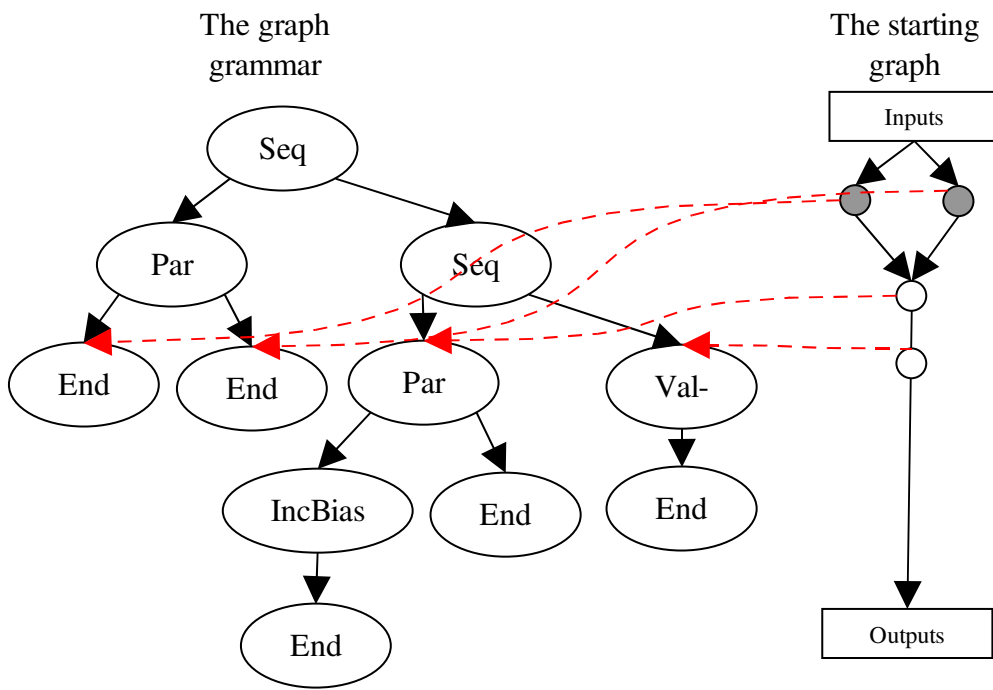 The graph
grammar
The starting
graph
Inputs
Seq
Par
Seq
End
End
Par
Val-
IncBias
End
End
End
Outputs